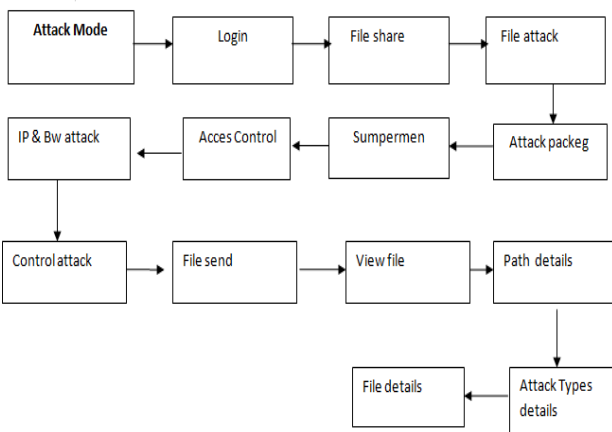 Attack Mode
Login
File share
File attack
Attack packeg
Sumpermen
Acces Control
IP & Bw attack
Control attack
File send
View file
Path details
Attack Types
details
File details